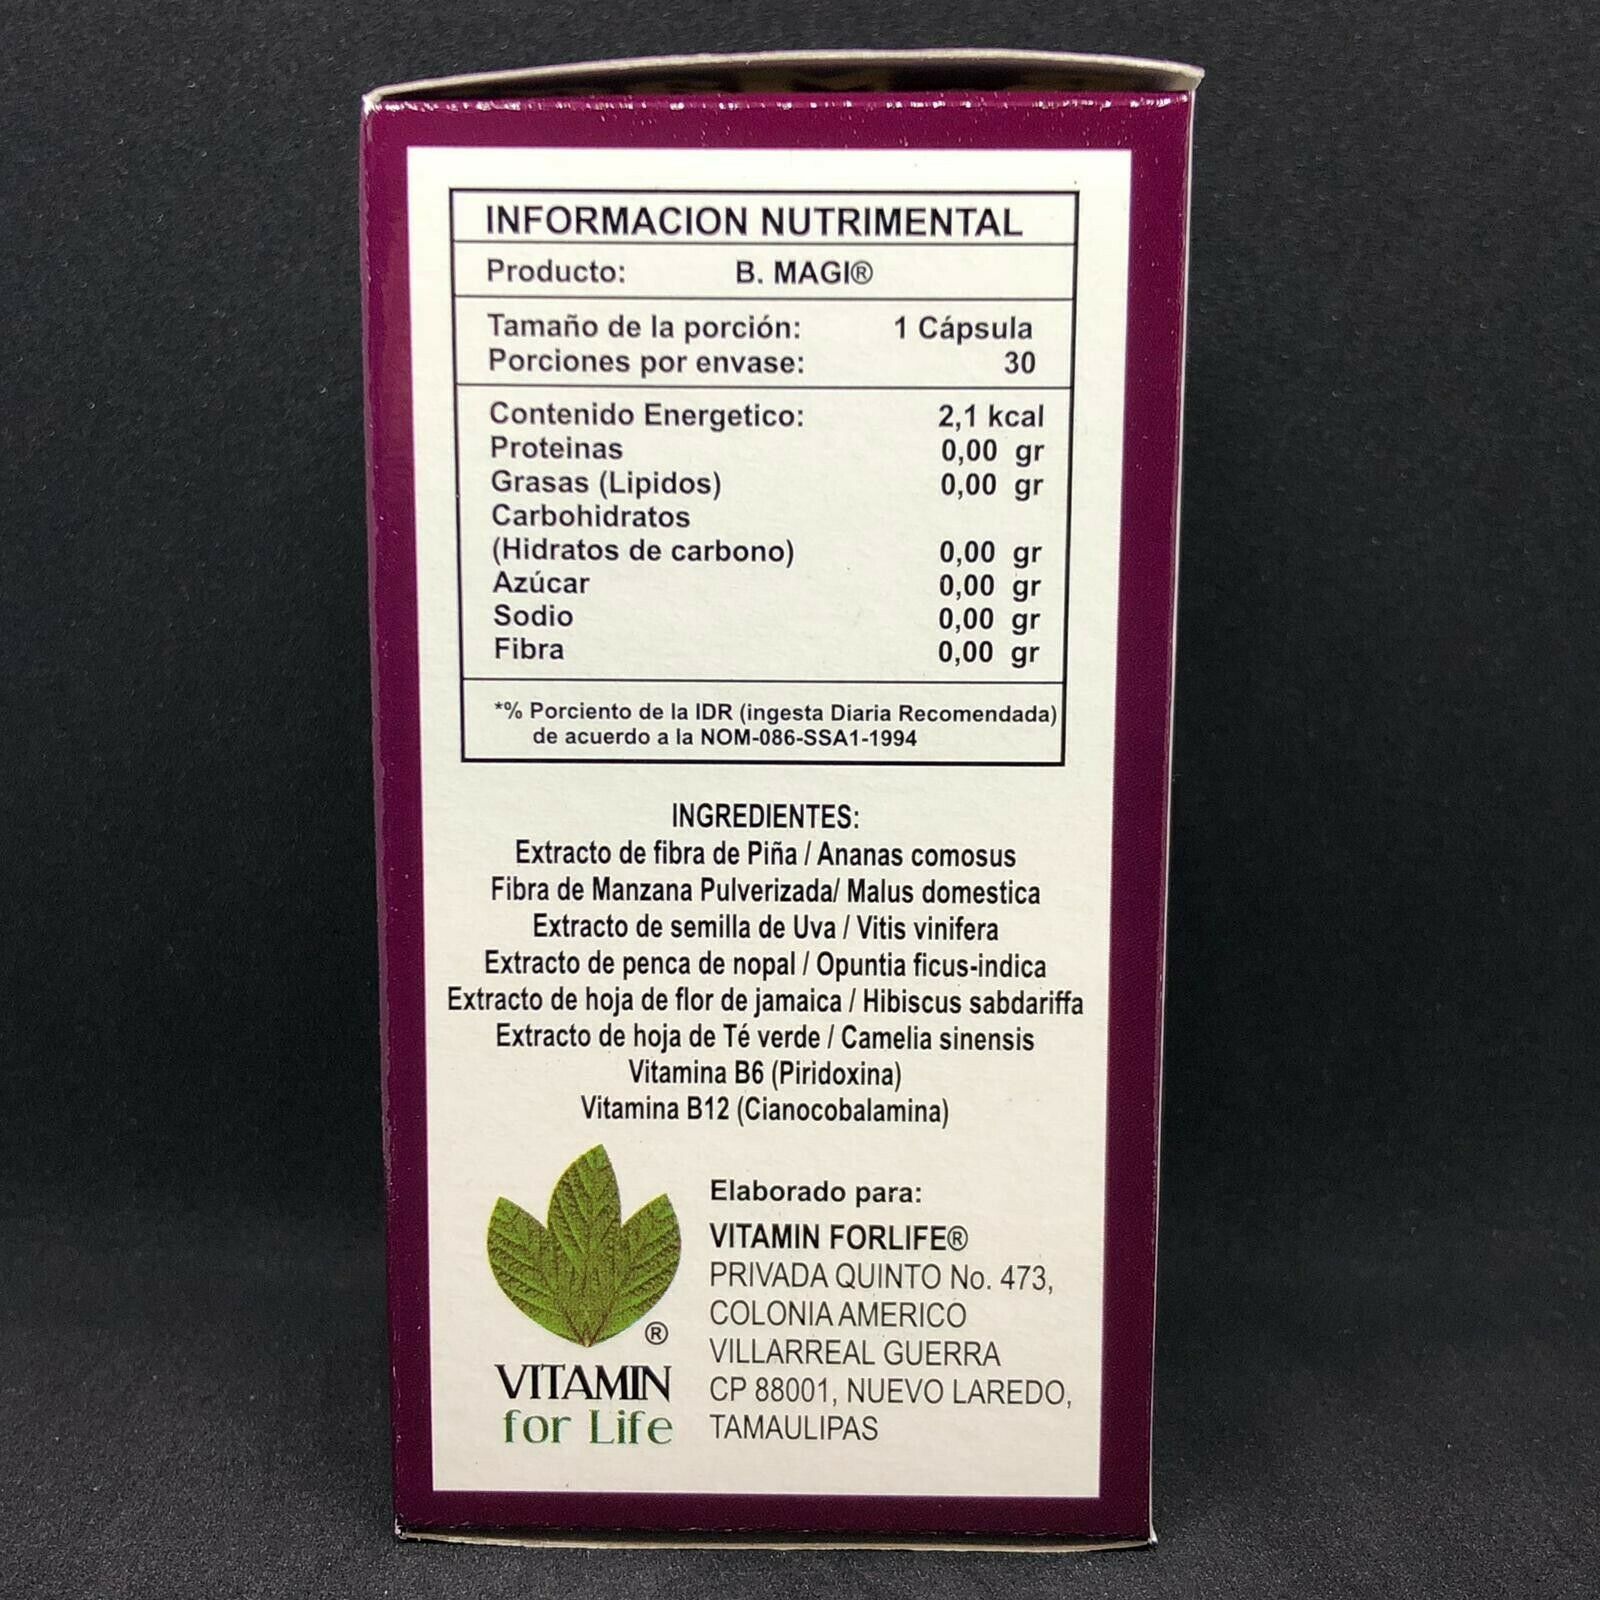 INFORMACION NUTRIMENTAL
Producto: B. MAGI®
Tamaño de la porción: 1 Cápsula
Porciones por envase: 30
Contenido Energetico: 2,1 kcal
Proteinas 0,00 gr
Grasas (Lipidos) 0,00 gr
Carbohidratos
(Hidratos de carbono) 0,00 gr
Azúcar 0,00 gr
Sodio 0,00 gr
Fibra 0,00 gr
*% Porciento de la IDR (ingesta Diaria Recomendada)
de acuerdo a la NOM-086-SSA1-1994
INGREDIENTES:
Extracto de fibra de Piña / Ananas comosus
Fibra de Manzana Pulverizada/ Malus domestica
Extracto de semilla de Uva / Vitis vinifera
Extracto de penca de nopal / Opuntia ficus-indica
Extracto de hoja de flor de jamaica / Hibiscus sabdariffa
Extracto de hoja de Té verde / Camelia sinensis
Vitamina B6 (Piridoxina)
Vitamina B12 (Cianocobalamina)
®
VITAMIN
for Life
Elaborado para:
VITAMIN FORLIFE®
PRIVADA QUINTO No. 473,
COLONIA AMERICO
VILLARREAL GUERRA
CP 88001, NUEVO LAREDO,
TAMAULIPAS